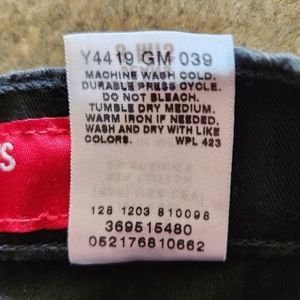 Y4419 GM 039
MACHINE WASH COLD.
DURABLE PRESS CYCLE.
DO NOT BLEACH.
TUMBLE DRY MEDIUM.
WARM IRON IF NEEDED.
WASH AND DRY WITH LIKE
COLORS. WPL 423
128 1203 810098
369515480
052176810662